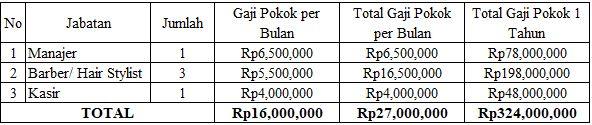 No Jabatan Jumlah Gaji Pokok per Bulan Total Gaji Pokok per Bulan Total Gaji Pokok 1 Tahun
1 Manajer 1 Rp6,500,000 Rp6,500,000 Rp78,000,000
2 Barber/ Hair Stylist 3 Rp5,500,000 Rp16,500,000 Rp198,000,000
3 Kasir 1 Rp4,000,000 Rp4,000,000 Rp48,000,000
TOTAL Rp16,000,000 Rp27,000,000 Rp324,000,000